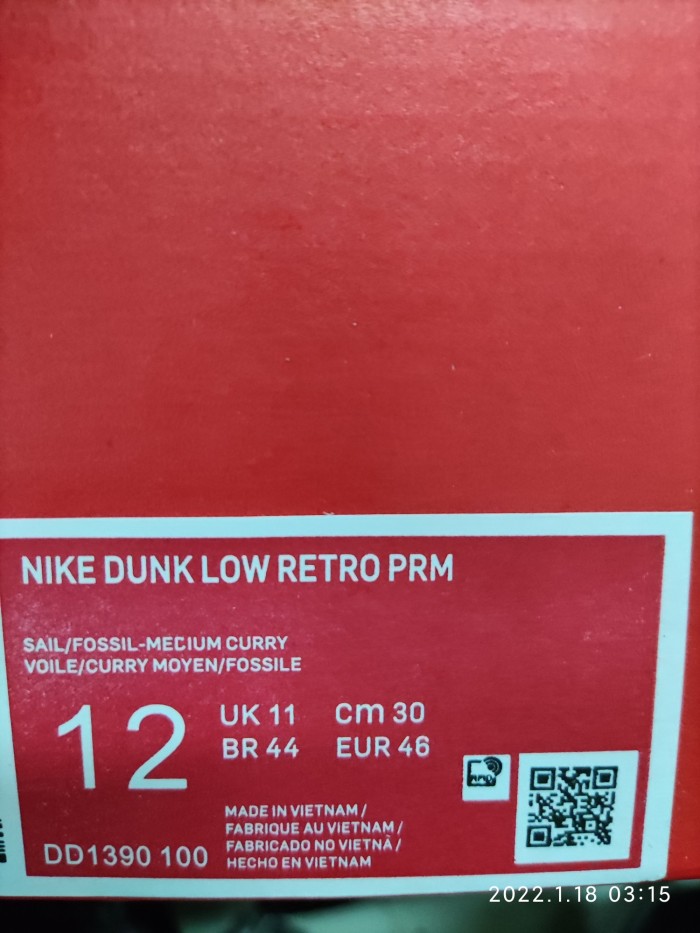 NIKE DUNK LOW RETRO PRM
SAIL/FOSSIL-MEDIUM CURRY
VOILE/CURRY MOYEN/FOSSILE
12
UK 11 cm 30
BR 44 EUR 46
MADE IN VIETNAM /
FABRIQUE AU VIETNAM /
FABRICADO NO VIETNÃ /
HECHO EN VIETNAM
DD1390 100
2022.1.18 03:15